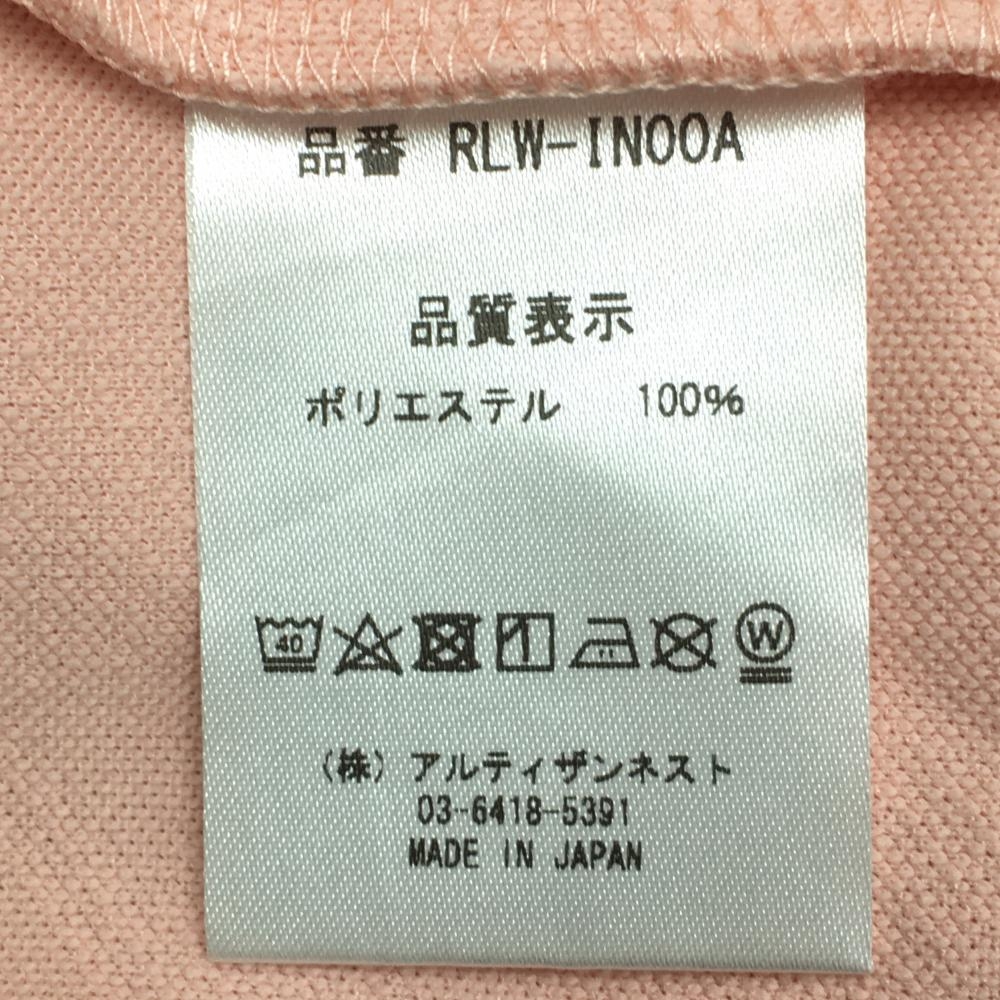 品番 RLW-IN00A
品質表示
ポリエステル 100%
40 W
(株) アルティザンネスト
03-6418-5391
MADE IN JAPAN